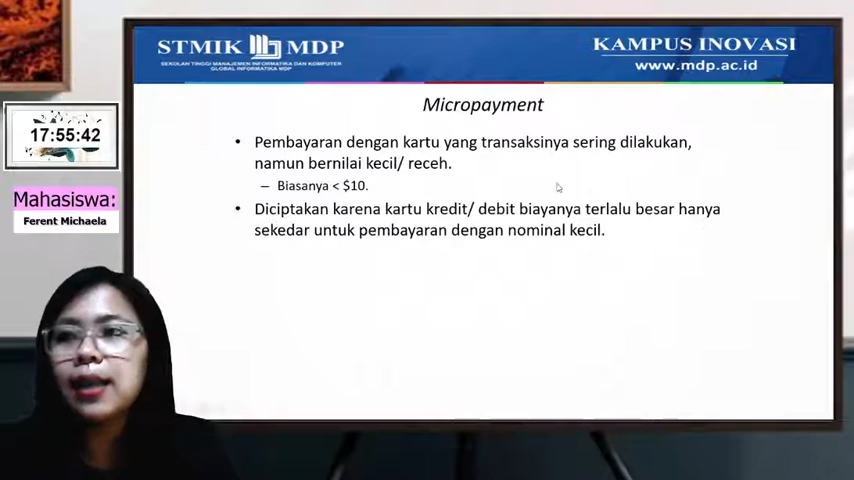 STMIK MDP
SEKOLAH TINGGI MANAJEMEN INFORMATIKA DAN KOMPUTER
GLOBAL INFORMATIKA MDP
KAMPUS INOVASI
www.mdp.ac.id
Micropayment
17:55:42
• Pembayaran dengan kartu yang transaksinya sering dilakukan,
namun bernilai kecil/ receh.
– Biasanya < $10.
Mahasiswa:
Ferent Michaela
• Diciptakan karena kartu kredit/ debit biayanya terlalu besar hanya
sekedar untuk pembayaran dengan nominal kecil.